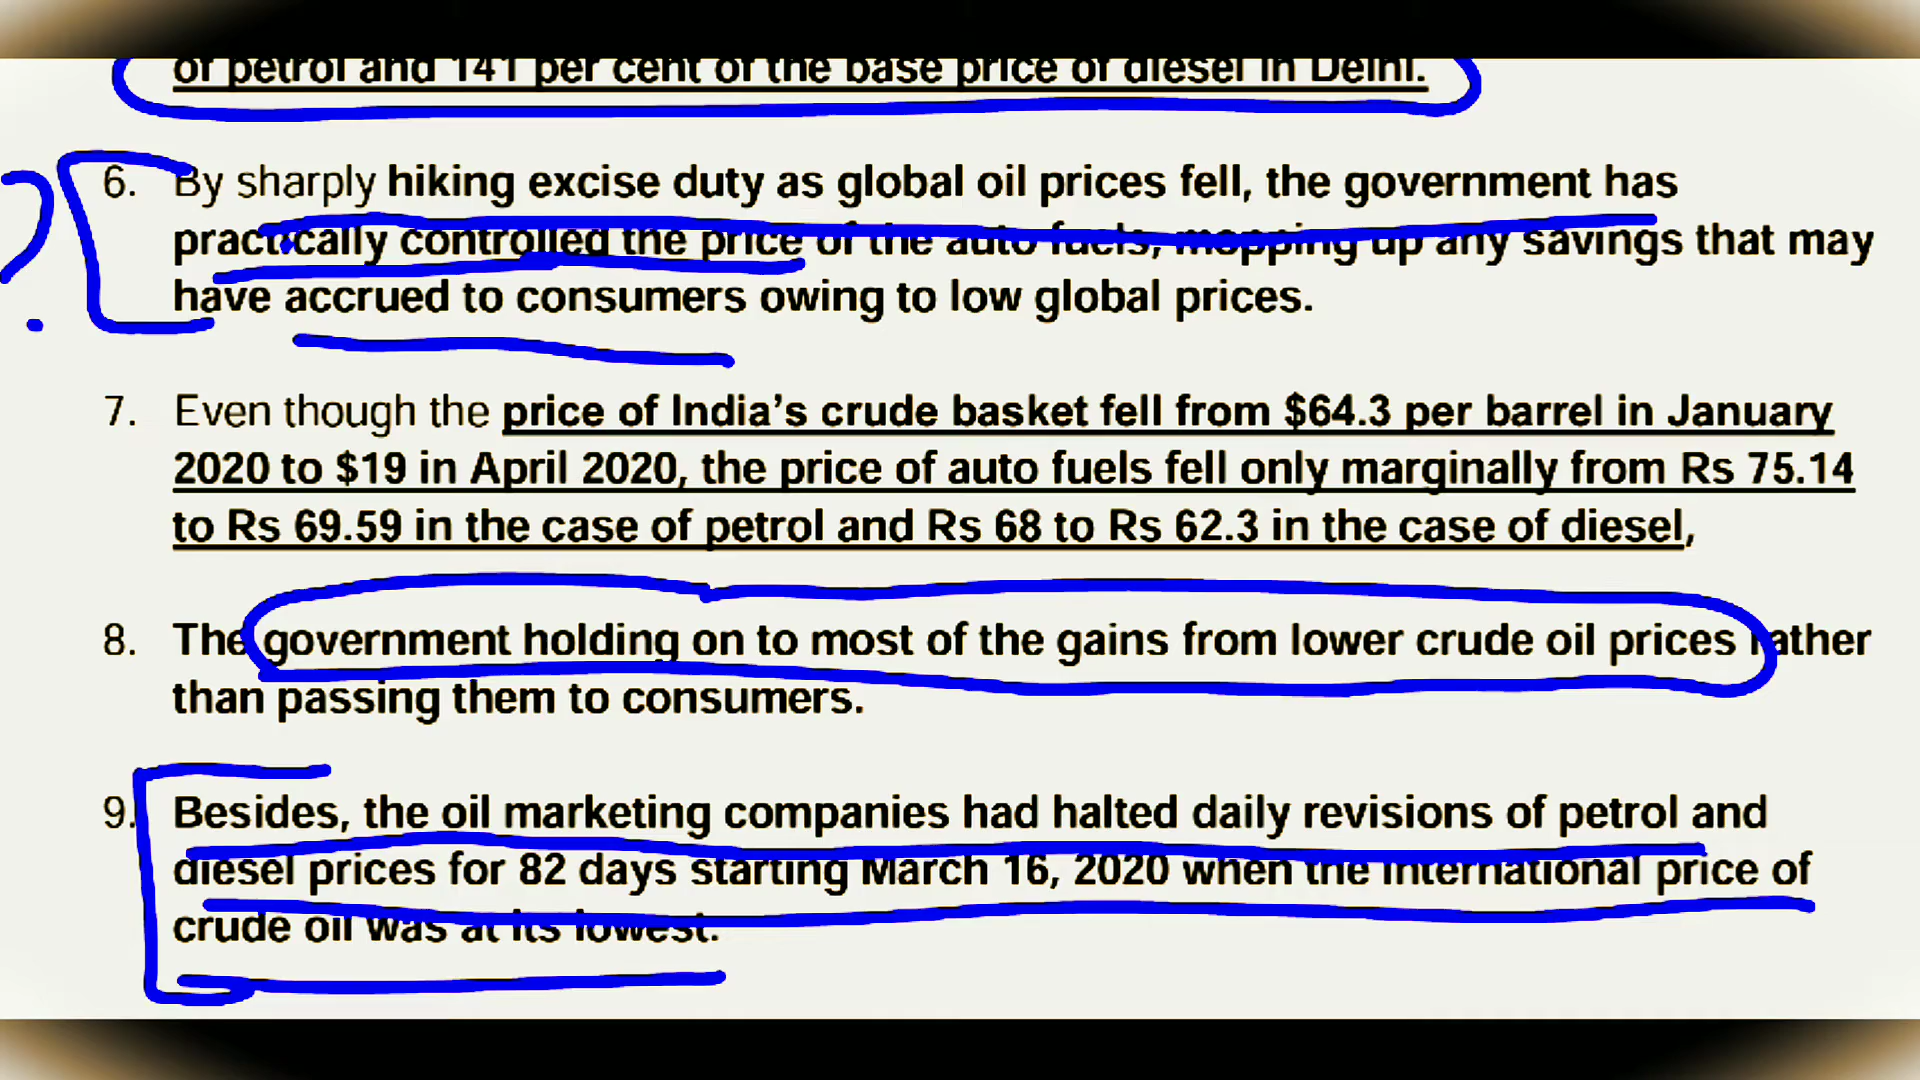 of petrol and 141 per cent of the base price of diesel in Delhi.
6. By sharply hiking excise duty as global oil prices fell, the government has
practically controlled the price of the auto fuels, mopping up any savings that may
have accrued to consumers owing to low global prices.
7. Even though the price of India’s crude basket fell from $64.3 per barrel in January
2020 to $19 in April 2020, the price of auto fuels fell only marginally from Rs 75.14
to Rs 69.59 in the case of petrol and Rs 68 to Rs 62.3 in the case of diesel,
8. The government holding on to most of the gains from lower crude oil prices rather
than passing them to consumers.
9. Besides, the oil marketing companies had halted daily revisions of petrol and
diesel prices for 82 days starting March 16, 2020 when the international price of
crude oil was at its lowest.
?